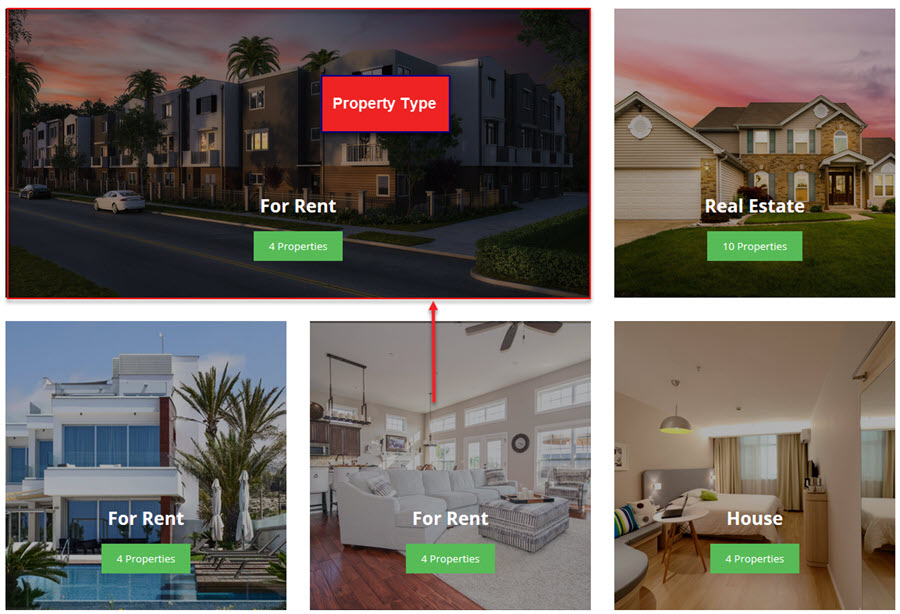 Property Type
For Rent
4 Properties
Real Estate
10 Properties
For Rent
4 Properties
For Rent
4 Properties
House
4 Properties